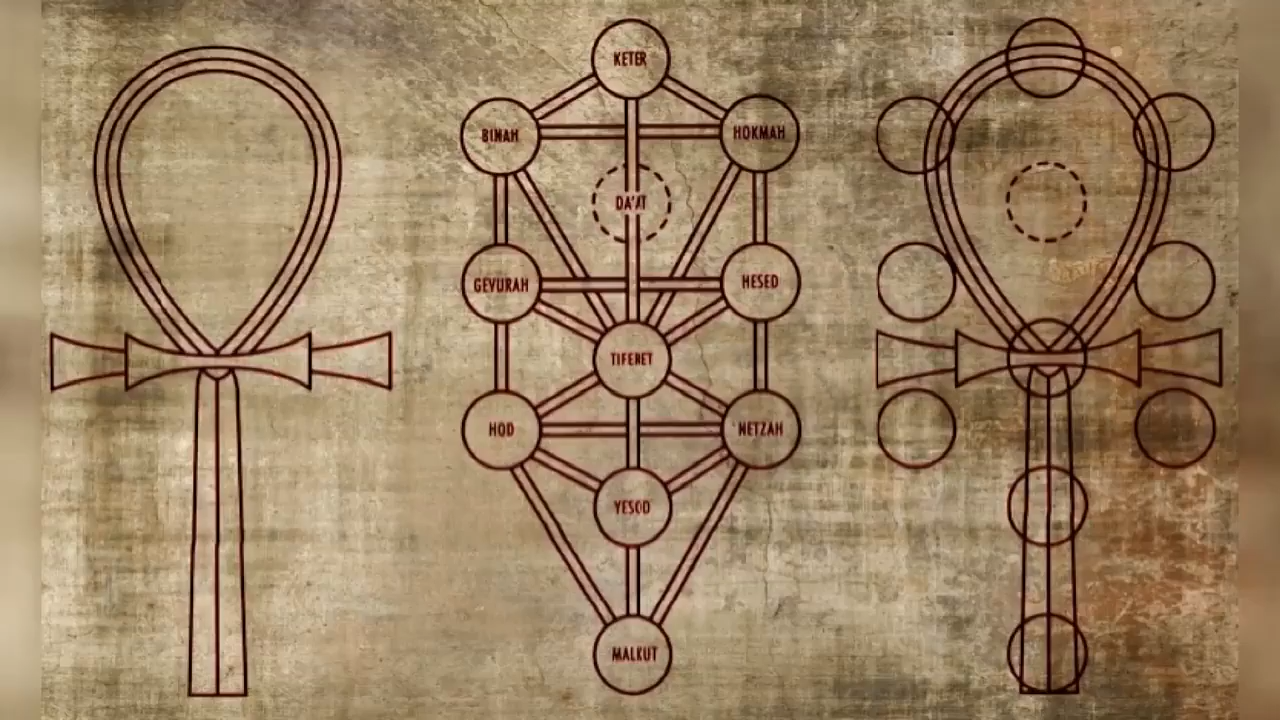 KETER
BINAH
HOKMAH
DA'AT
GEVURAH
HESED
TIFERET
HOD
NETZAH
YESOD
MALKUT